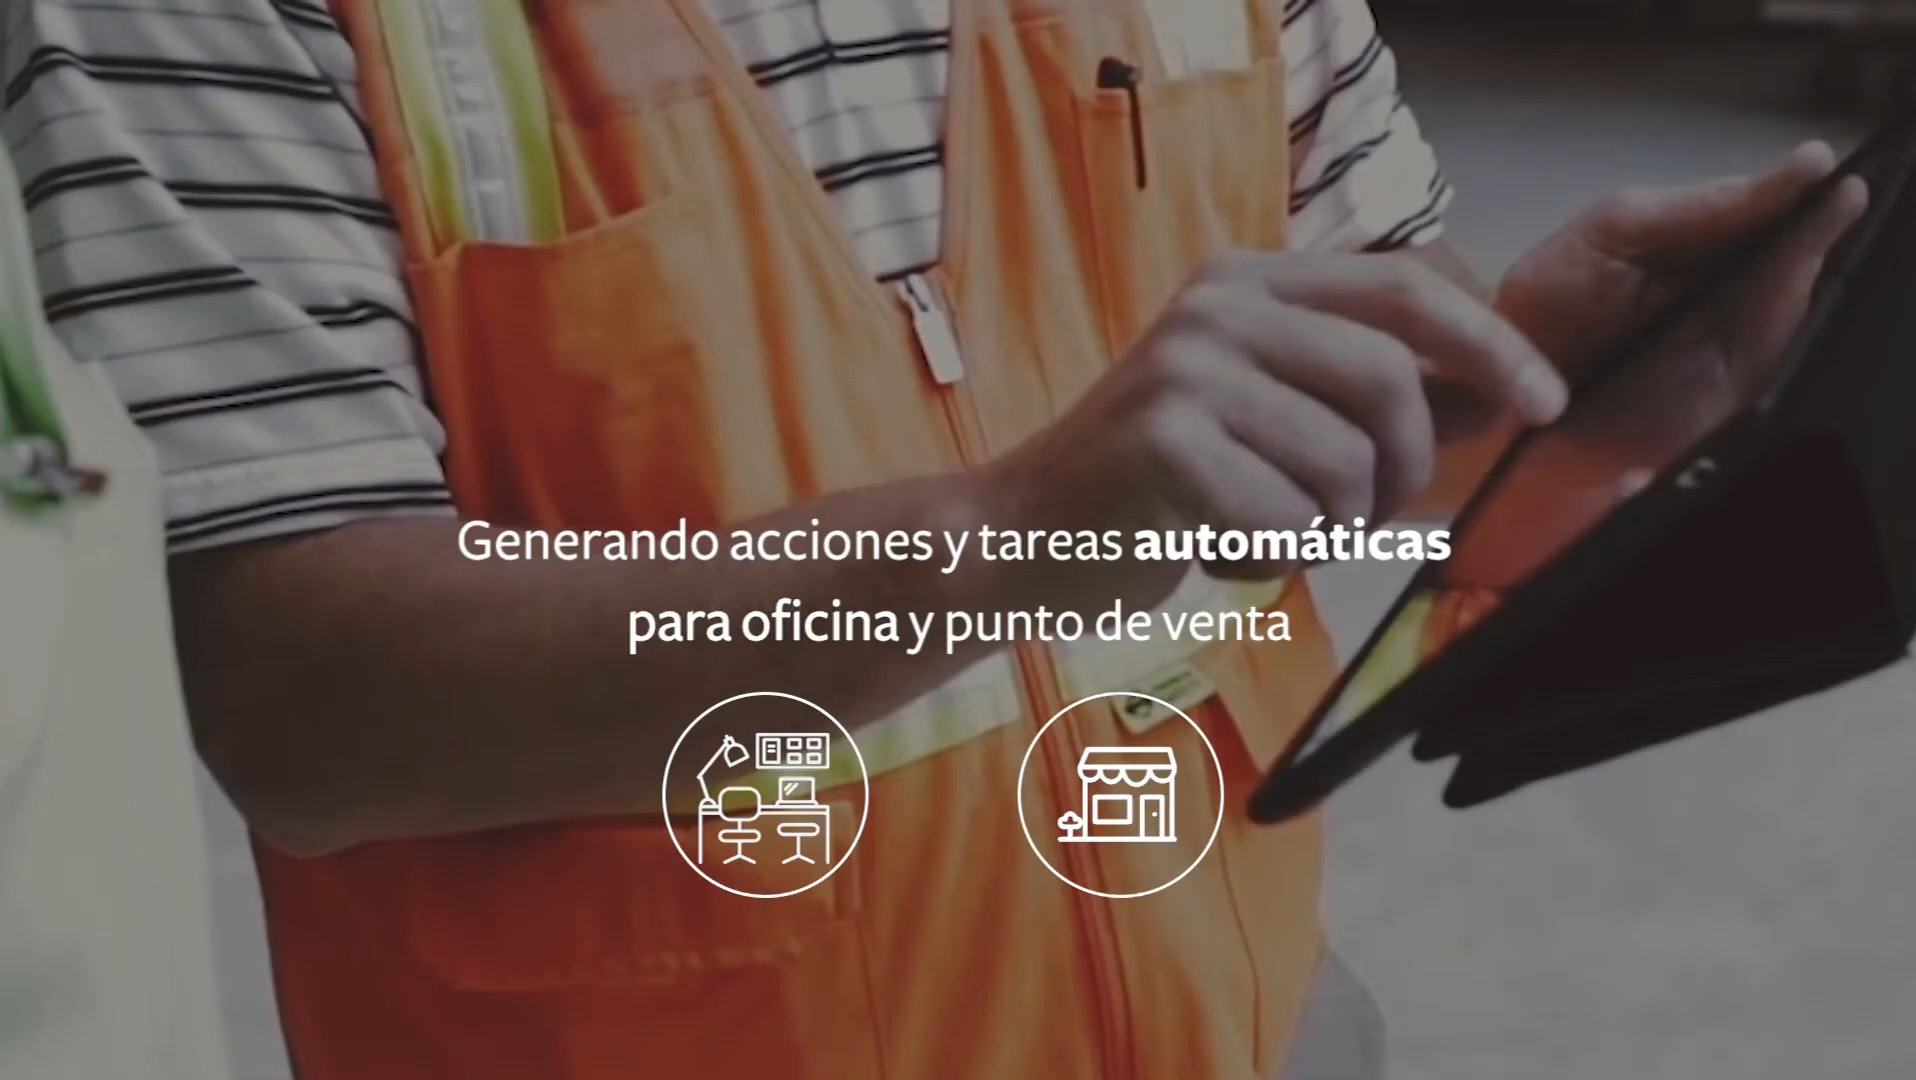 Generando acciones y tareas automáticas
para oficina y punto de venta